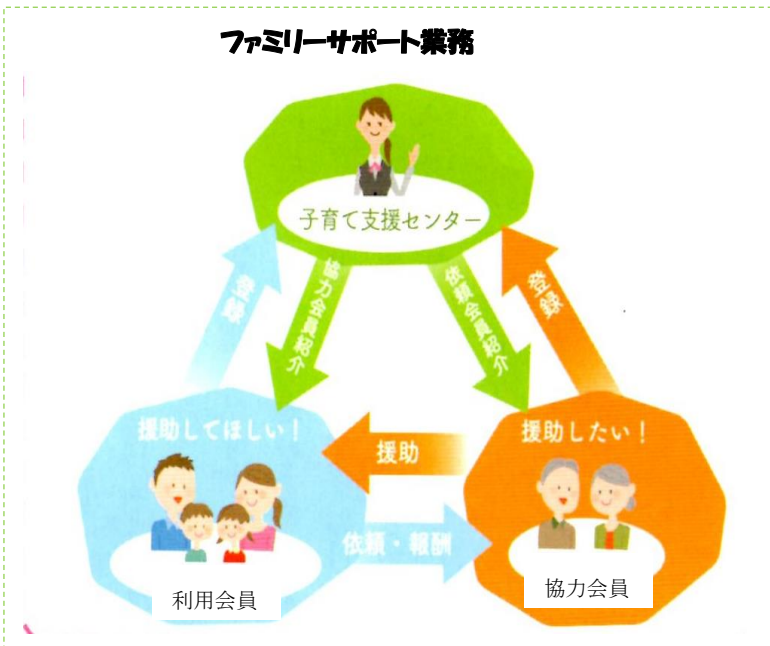 ファミリーサポート業務
子育て支援センター
登録
協力会員紹介
依頼会員紹介
登録
援助してほしい！
援助したい！
援助
依頼・報酬
利用会員
協力会員